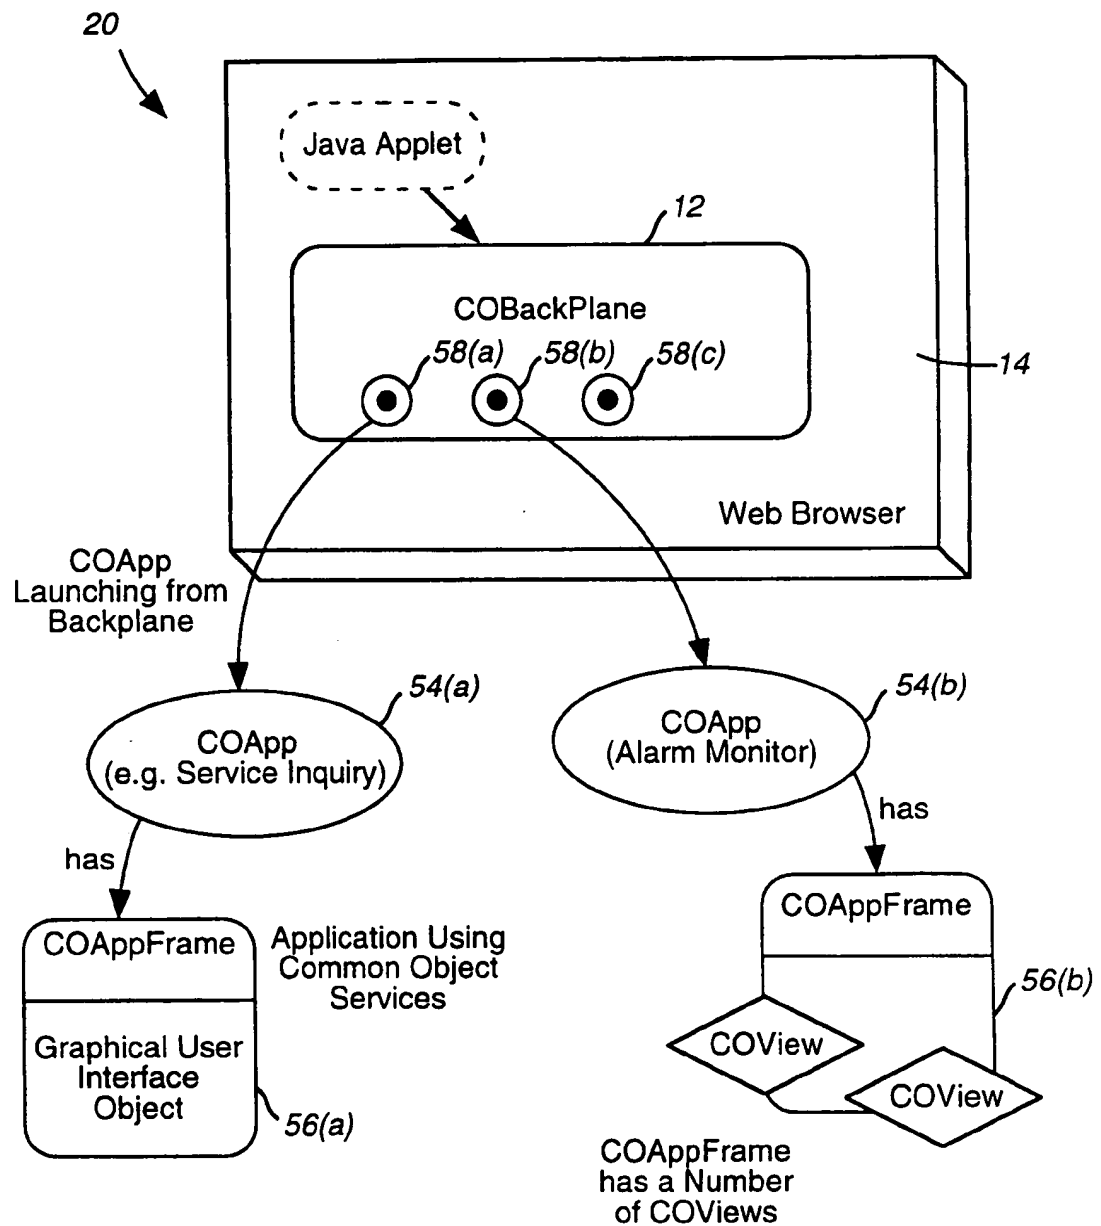 20
Java Applet
12
COBackPlane
58(a)
58(b)
58(c)
14
Web Browser
COApp
Launching from
Backplane
54(a)
COApp
(e.g. Service Inquiry)
54(b)
COApp
(Alarm Monitor)
has
has
COAppFrame
Graphical User
Interface
Object
56(a)
Application Using
Common Object
Services
COAppFrame
56(b)
COView
COView
COAppFrame
has a Number
of COViews